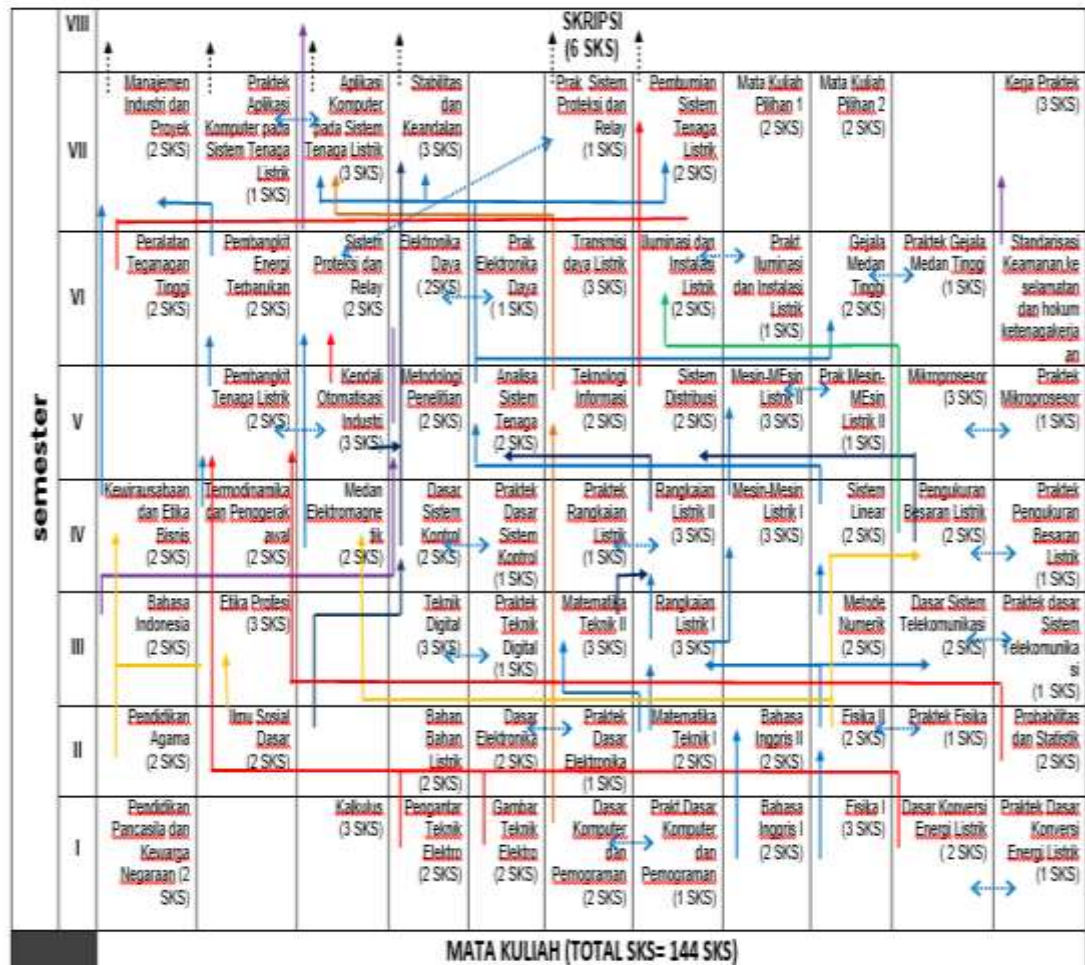 semester
VIII
SKRIPSI
(6 SKS)
VII
Manajemen
Industri dan
Proyek
(2 SKS)
Praktek
Aplikasi
Komputer pada
Sistem Tenaga
Listrik
(1 SKS)
Aplikasi
Komputer
pada Sistem
Tenaga Listrik
(3 SKS)
Stabilitas
dan
Keandalan
(3 SKS)
Prak Sistem
Proteksi dan
Relay
(1 SKS)
Pembumian
Sistem
Tenaga
Listrik
(2 SKS)
Mata Kuliah
Pilihan 1
(2 SKS)
Mata Kuliah
Pilihan 2
(2 SKS)
Kerja Praktek
(3 SKS)
VI
Peralatan
Teganagan
Tinggi
(2 SKS)
Pembangkit
Energi
Terbarukan
(2 SKS)
Sistem
Proteksi dan
Relay
(2 SKS)
Elektronika
Daya
( 2SKS)
Prak
Elektronika
Daya
( 1 SKS)
Transmisi
daya Listrik
(3 SKS)
Iluminasi dan
Instalasi
Listrik
(2 SKS)
Prakt
Iluminasi
dan Instalasi
Listrik
(1 SKS)
Gejala
Medan
Tinggi
(2 SKS)
Praktek Gejala
Medan Tinggi
(1 SKS)
Standarisasi
Keamanan,ke
selamatan
dan hokum
ketenagakerja
an
V
Pembangkit
Tenaga Listrik
(2 SKS)
Kendali
Otomatisasi
Industri
(3 SKS)
Metodologi
Penelitian
(2 SKS)
Analisa
Sistem
Tenaga
(2 SKS)
Teknologi
Informasi
(2 SKS)
Sistem
Distribusi
(2 SKS)
Mesin-MEsin
Listrik II
(3 SKS)
Prak Mesin-
MEsin
Listrik II
(1 SKS)
Mikroprosesor
(3 SKS)
Praktek
Mikroprosesor
(1 SKS)
IV
Kewirausahaan
dan Etika
Bisnis
(2 SKS)
Termodinamika
dan Penggerak
awal
(2 SKS)
Medan
Elektromagne
tik
(2 SKS)
Dasar
Sistem
Kontrol
(2 SKS)
Praktek
Dasar
Sistem
Kontrol
(1 SKS)
Praktek
Rangkaian
Listrik
(1 SKS)
Rangkaian
Listrik II
(3 SKS)
Mesin-Mesin
Listrik I
(3 SKS)
Sistem
Linear
(2 SKS)
Pengukuran
Besaran Listrik
(2 SKS)
Praktek
Pengukuran
Besaran
Listrik
(1 SKS)
III
Bahasa
Indonesia
(2 SKS)
Etika Profesi
(3 SKS)
Teknik
Digital
(3 SKS)
Praktek
Teknik
Digital
(1 SKS)
Matematika
Teknik II
(3 SKS)
Rangkaian
Listrik I
(3 SKS)
Metode
Numerik
(2 SKS)
Dasar Sistem
Telekomunikasi
(2 SKS)
Praktek dasar
Sistem
Telekomunika
si
(1 SKS)
II
Pendidikan
Agama
(2 SKS)
Ilmu Sosial
Dasar
(2 SKS)
Bahan
Bahan
Listrik
(2 SKS)
Dasar
Elektronika
(2 SKS)
Praktek
Dasar
Elektronika
(1 SKS)
Matematika
Teknik I
(2 SKS)
Bahasa
Inggris II
(2 SKS)
Fisika II
(2 SKS)
Praktek Fisika
(1 SKS)
Probabilitas
dan Statistik
(2 SKS)
I
Pendidikan
Pancasila dan
Kewarga
Negaraan (2
SKS)
Kalkulus
(3 SKS)
Pengantar
Teknik
Elektro
(2 SKS)
Gambar
Teknik
Elektro
(2 SKS)
Dasar
Komputer
dan
Pemograman
(2 SKS)
Prakt.Dasar
Komputer
dan
Pemograman
(1 SKS)
Bahasa
Inggris I
(2 SKS)
Fisika I
(3 SKS)
Dasar Konversi
Energi Listrik
( 2 SKS)
Praktek Dasar
Konversi
Energi Listrik
(1 SKS)
MATA KULIAH (TOTAL SKS= 144 SKS)